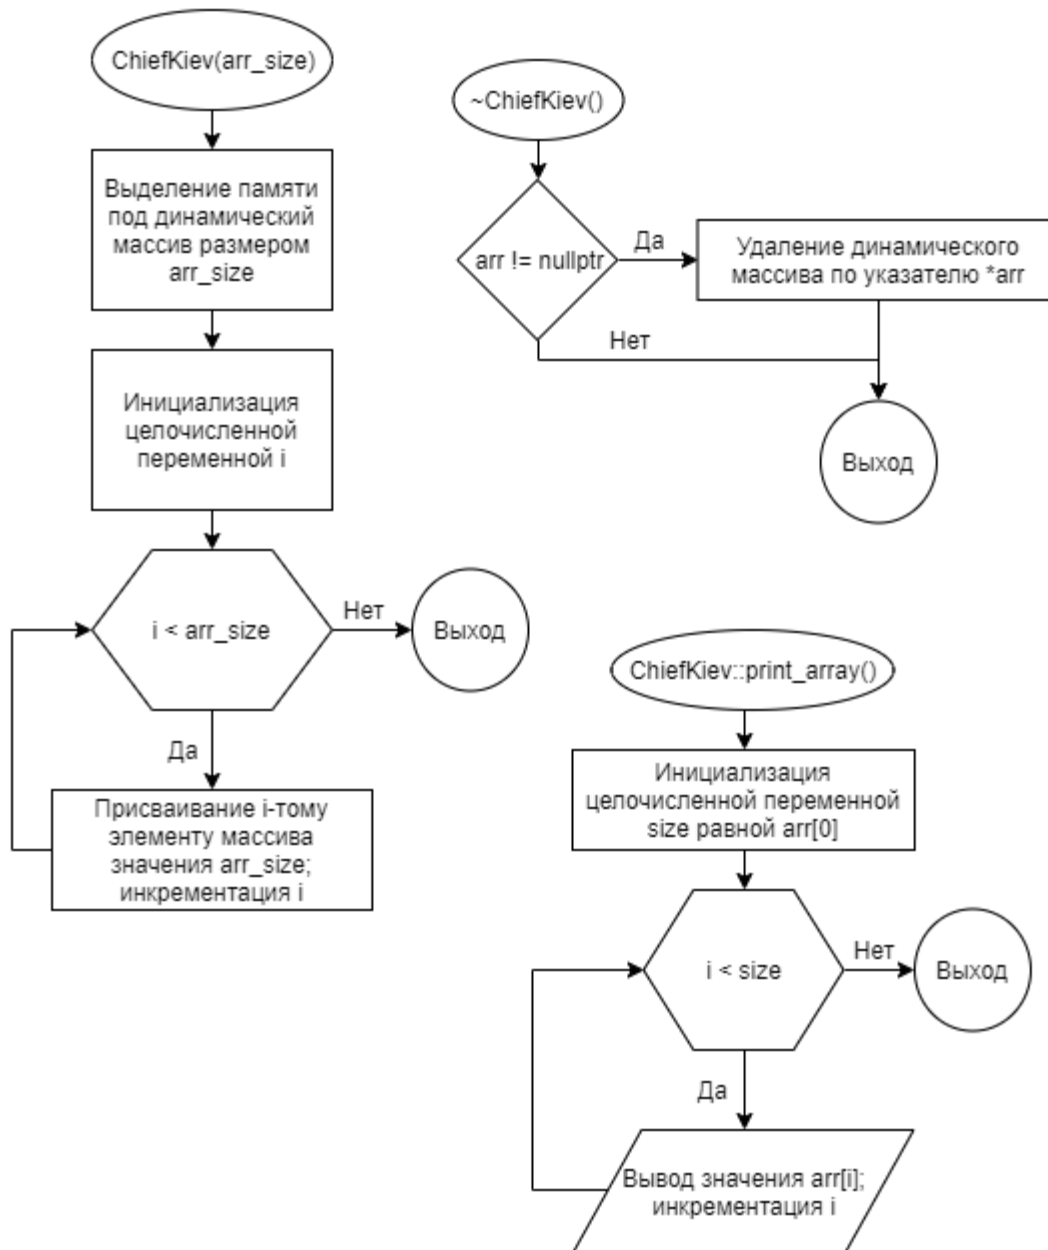 ChiefKiev(arr_size)
Выделение памяти
под динамический
массив размером
arr_size
Инициализация
целочисленной
переменной i
i < arr_size
Нет
Выход
Да
Присваивание i-тому
элементу массива
значения arr_size;
инкрементация i
~ChiefKiev()
arr != nullptr
Да
Удаление динамического
массива по указателю *arr
Нет
Выход
ChiefKiev::print_array()
Инициализация
целочисленной переменной
size равной arr[0]
i < size
Нет
Выход
Да
Вывод значения arr[i];
инкрементация i